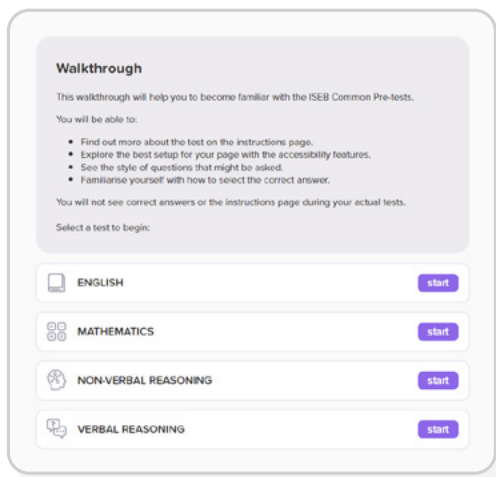 Walkthrough
This walkthrough will help you to become familiar with the ISEB Common Pre-tests.
You will be able to:
• Find out more about the test on the instructions page.
• Explore the best setup for your page with the accessibility features.
• See the style of questions that might be asked.
• Familiarise yourself with how to select the correct answer.
You will not see correct answers or the instructions page during your actual tests.
Select a test to begin:
ENGLISH start
MATHEMATICS start
NON-VERBAL REASONING start
VERBAL REASONING start